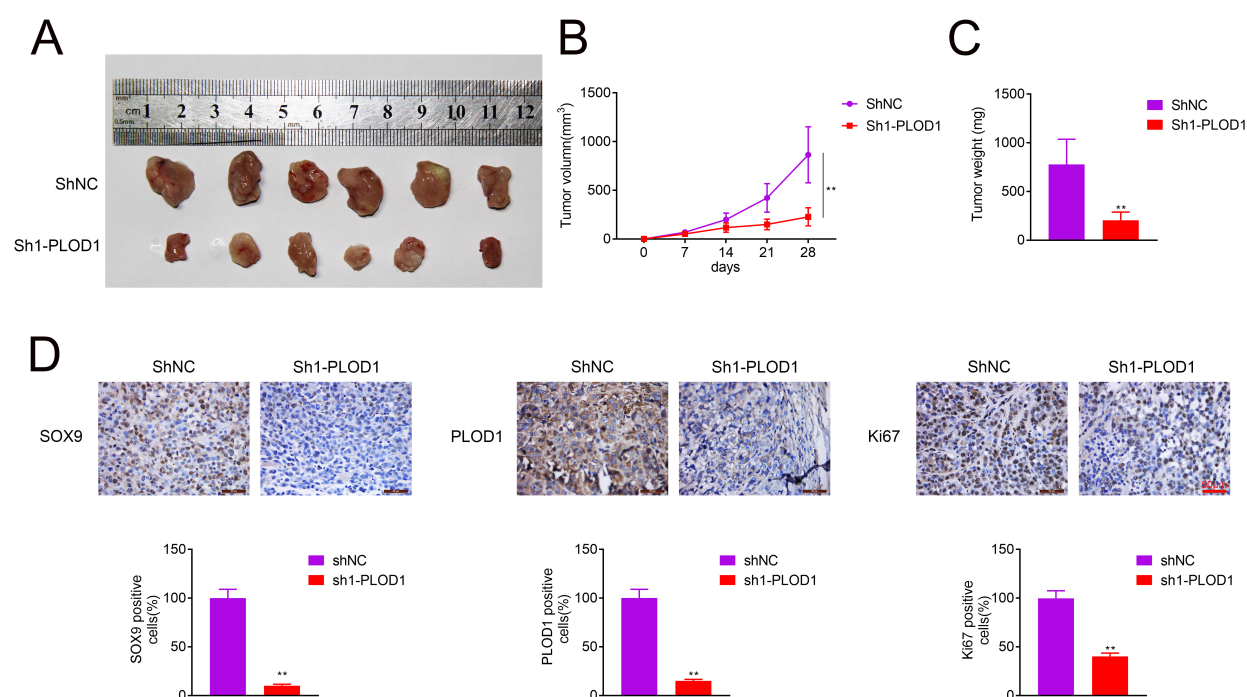 A
mm
cm 1 2 3 4 5 6 7 8 9 10 11 12
0.5mm
mm
ShNC
Sh1-PLOD1
B
Tumor volumn(mm³)
1500
1000
500
0
0 7 14 21 28
days
ShNC
Sh1-PLOD1
**
C
Tumor weight (mg)
1500
1000
500
0
**
ShNC
Sh1-PLOD1
D
ShNC Sh1-PLOD1
SOX9
ShNC Sh1-PLOD1
PLOD1
ShNC Sh1-PLOD1
Ki67
SOX9 positive
cells(%)
150
100
50
0
**
shNC
sh1-PLOD1
PLOD1 positive
cells(%)
150
100
50
0
**
shNC
sh1-PLOD1
Ki67 positive
cells(%)
150
100
50
0
**
shNC
sh1-PLOD1